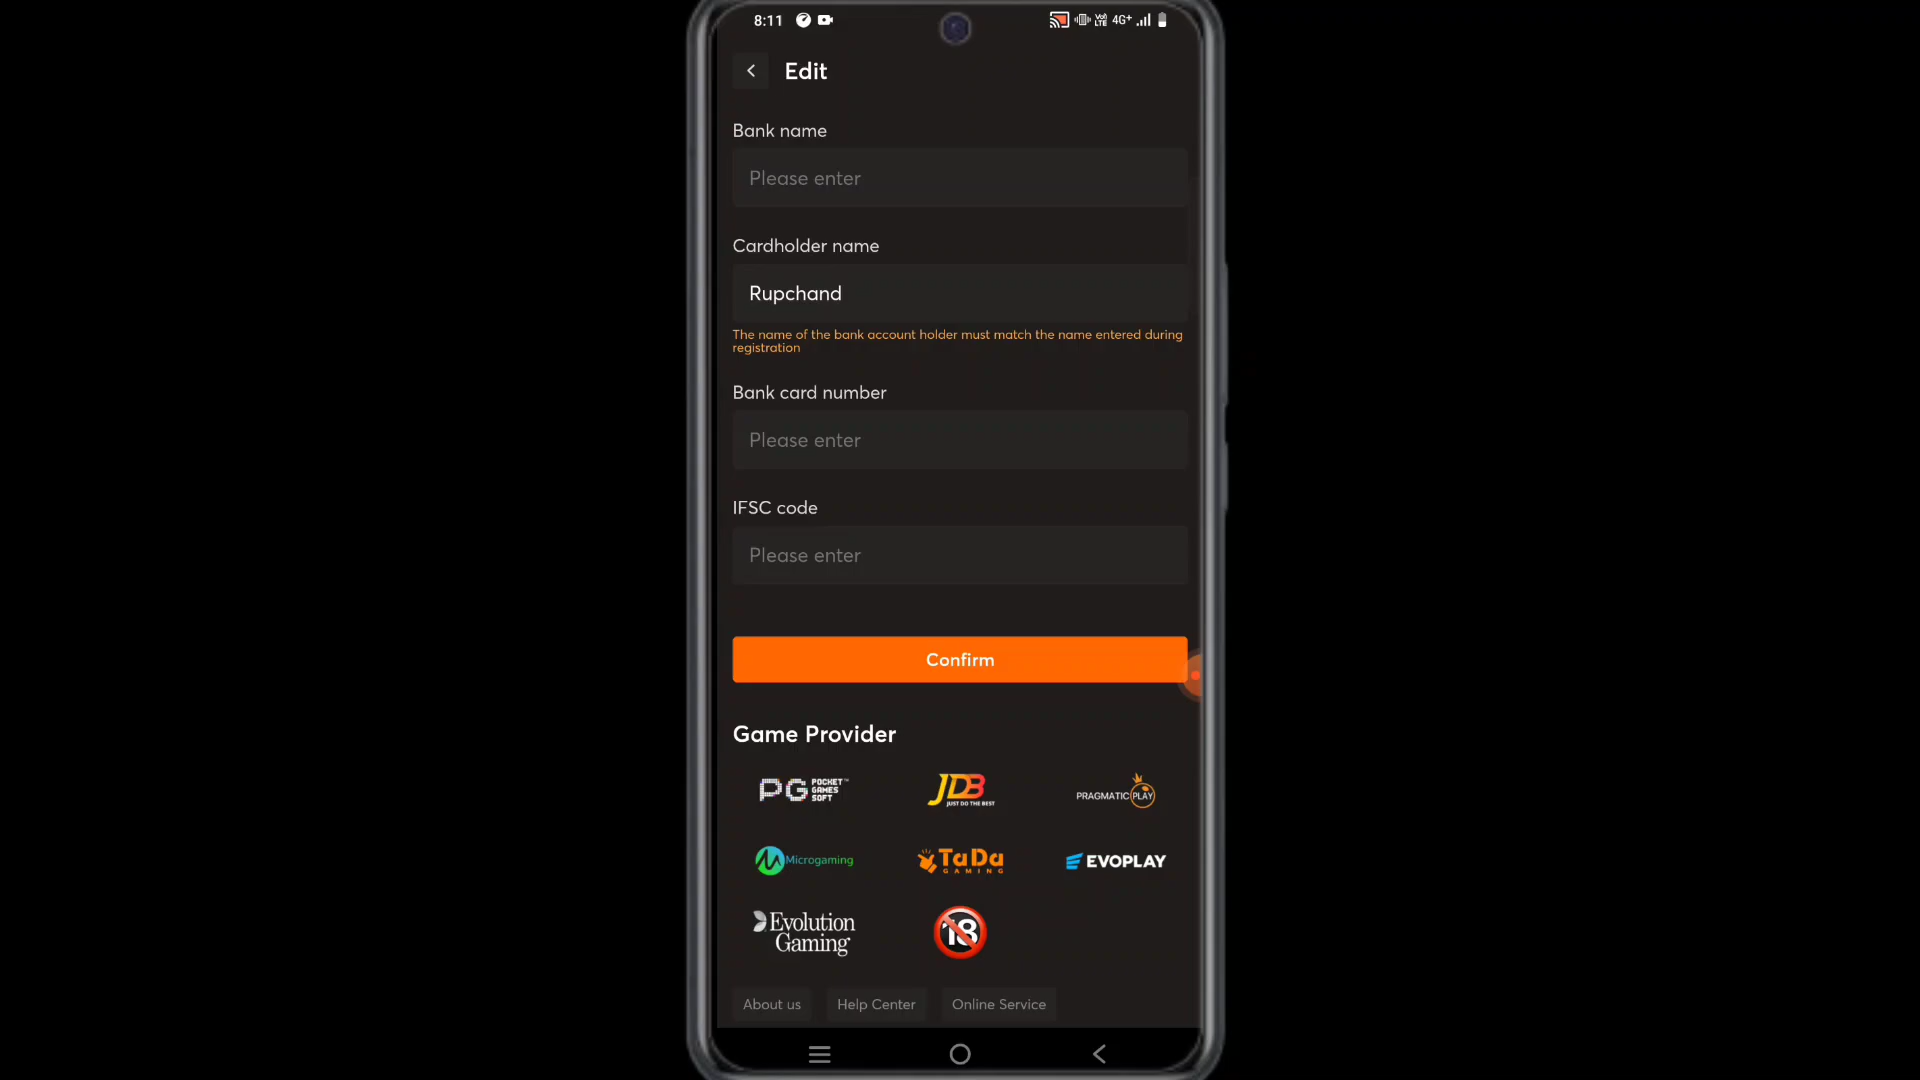 8:11
VO LTE 4G+
Edit
Bank name
Please enter
Cardholder name
Rupchand
The name of the bank account holder must match the name entered during
registration
Bank card number
Please enter
IFSC code
Please enter
Confirm
Game Provider
PG POCKET GAMES SOFT™
JDB JUST DO THE BEST
PRAGMATIC PLAY
Microgaming
TaDa GAMING
EVOPLAY
Evolution Gaming
18
About us
Help Center
Online Service